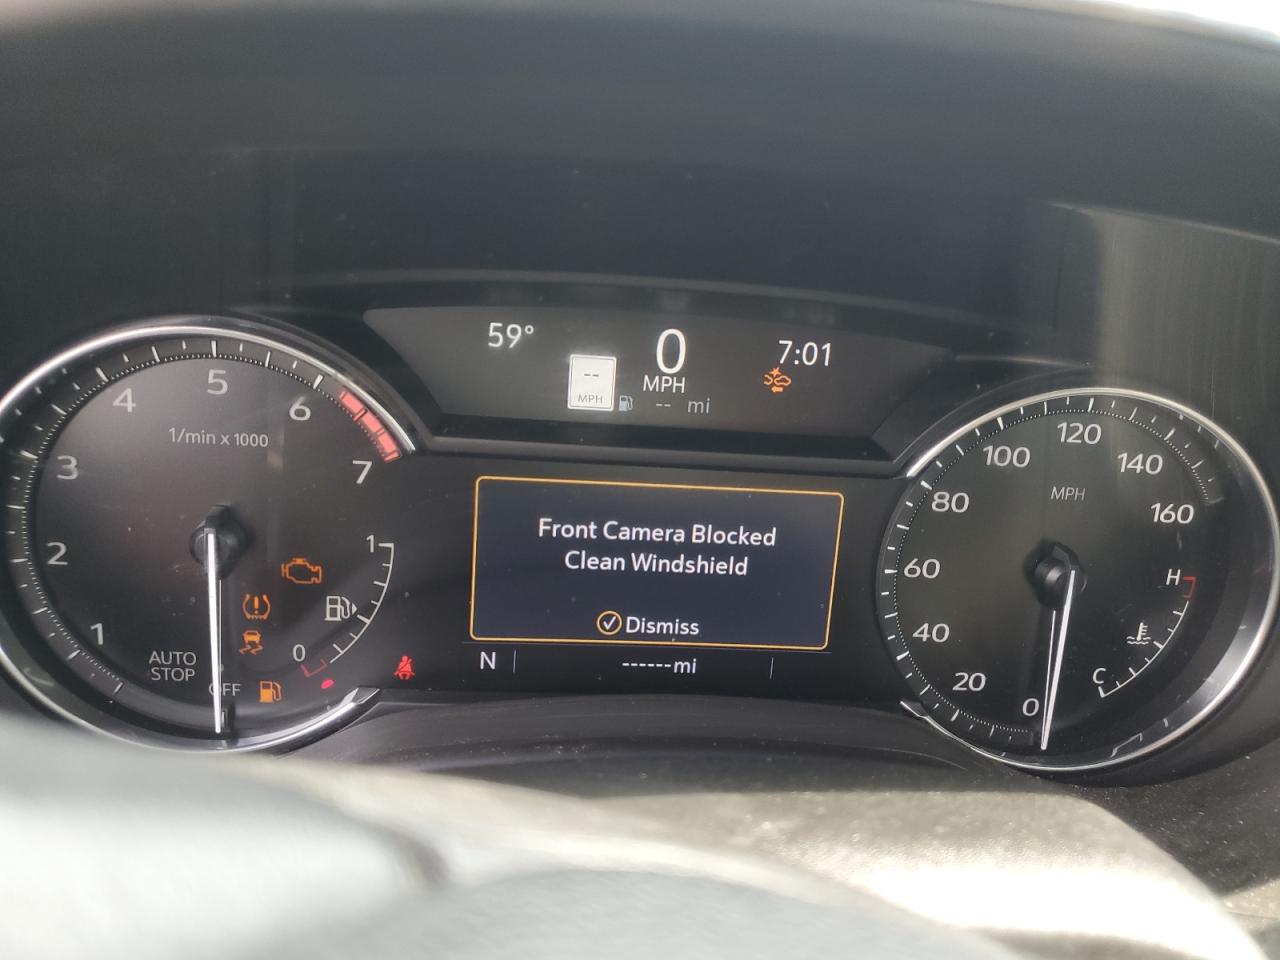 59°
0
MPH
7:01
--
MPH
-- mi
1/min x 1000
1
2
3
4
5
6
7
1
0
AUTO
STOP
OFF
Front Camera Blocked
Clean Windshield
Dismiss
N
------mi
MPH
0
20
40
60
80
100
120
140
160
H
C